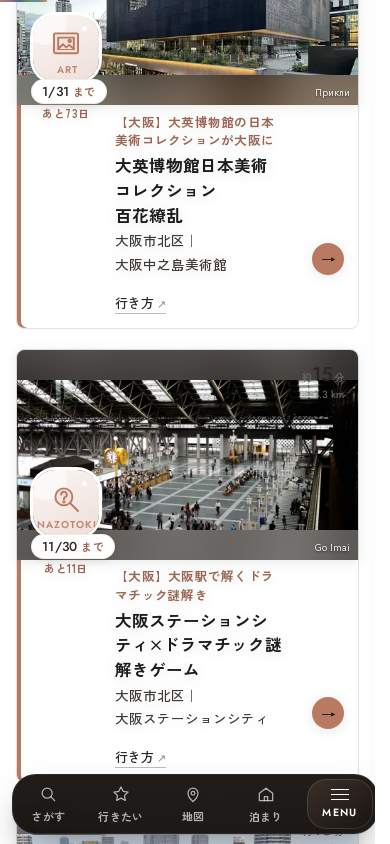 ART
1/31 まで
あと73日
Прикли
【大阪】大英博物館の日本
美術コレクションが大阪に
大英博物館日本美術
コレクション
百花繚乱
大阪市北区｜
大阪中之島美術館
→
行き方 ↗
約15分
.3 km
NAZOTOKI
11/30 まで
あと11日
Go Imai
【大阪】大阪駅で解くドラ
マチック謎解き
大阪ステーションシ
ティ×ドラマチック謎
解きゲーム
大阪市北区｜
大阪ステーションシティ
→
行き方 ↗
さがす
行きたい
地図
泊まり
MENU